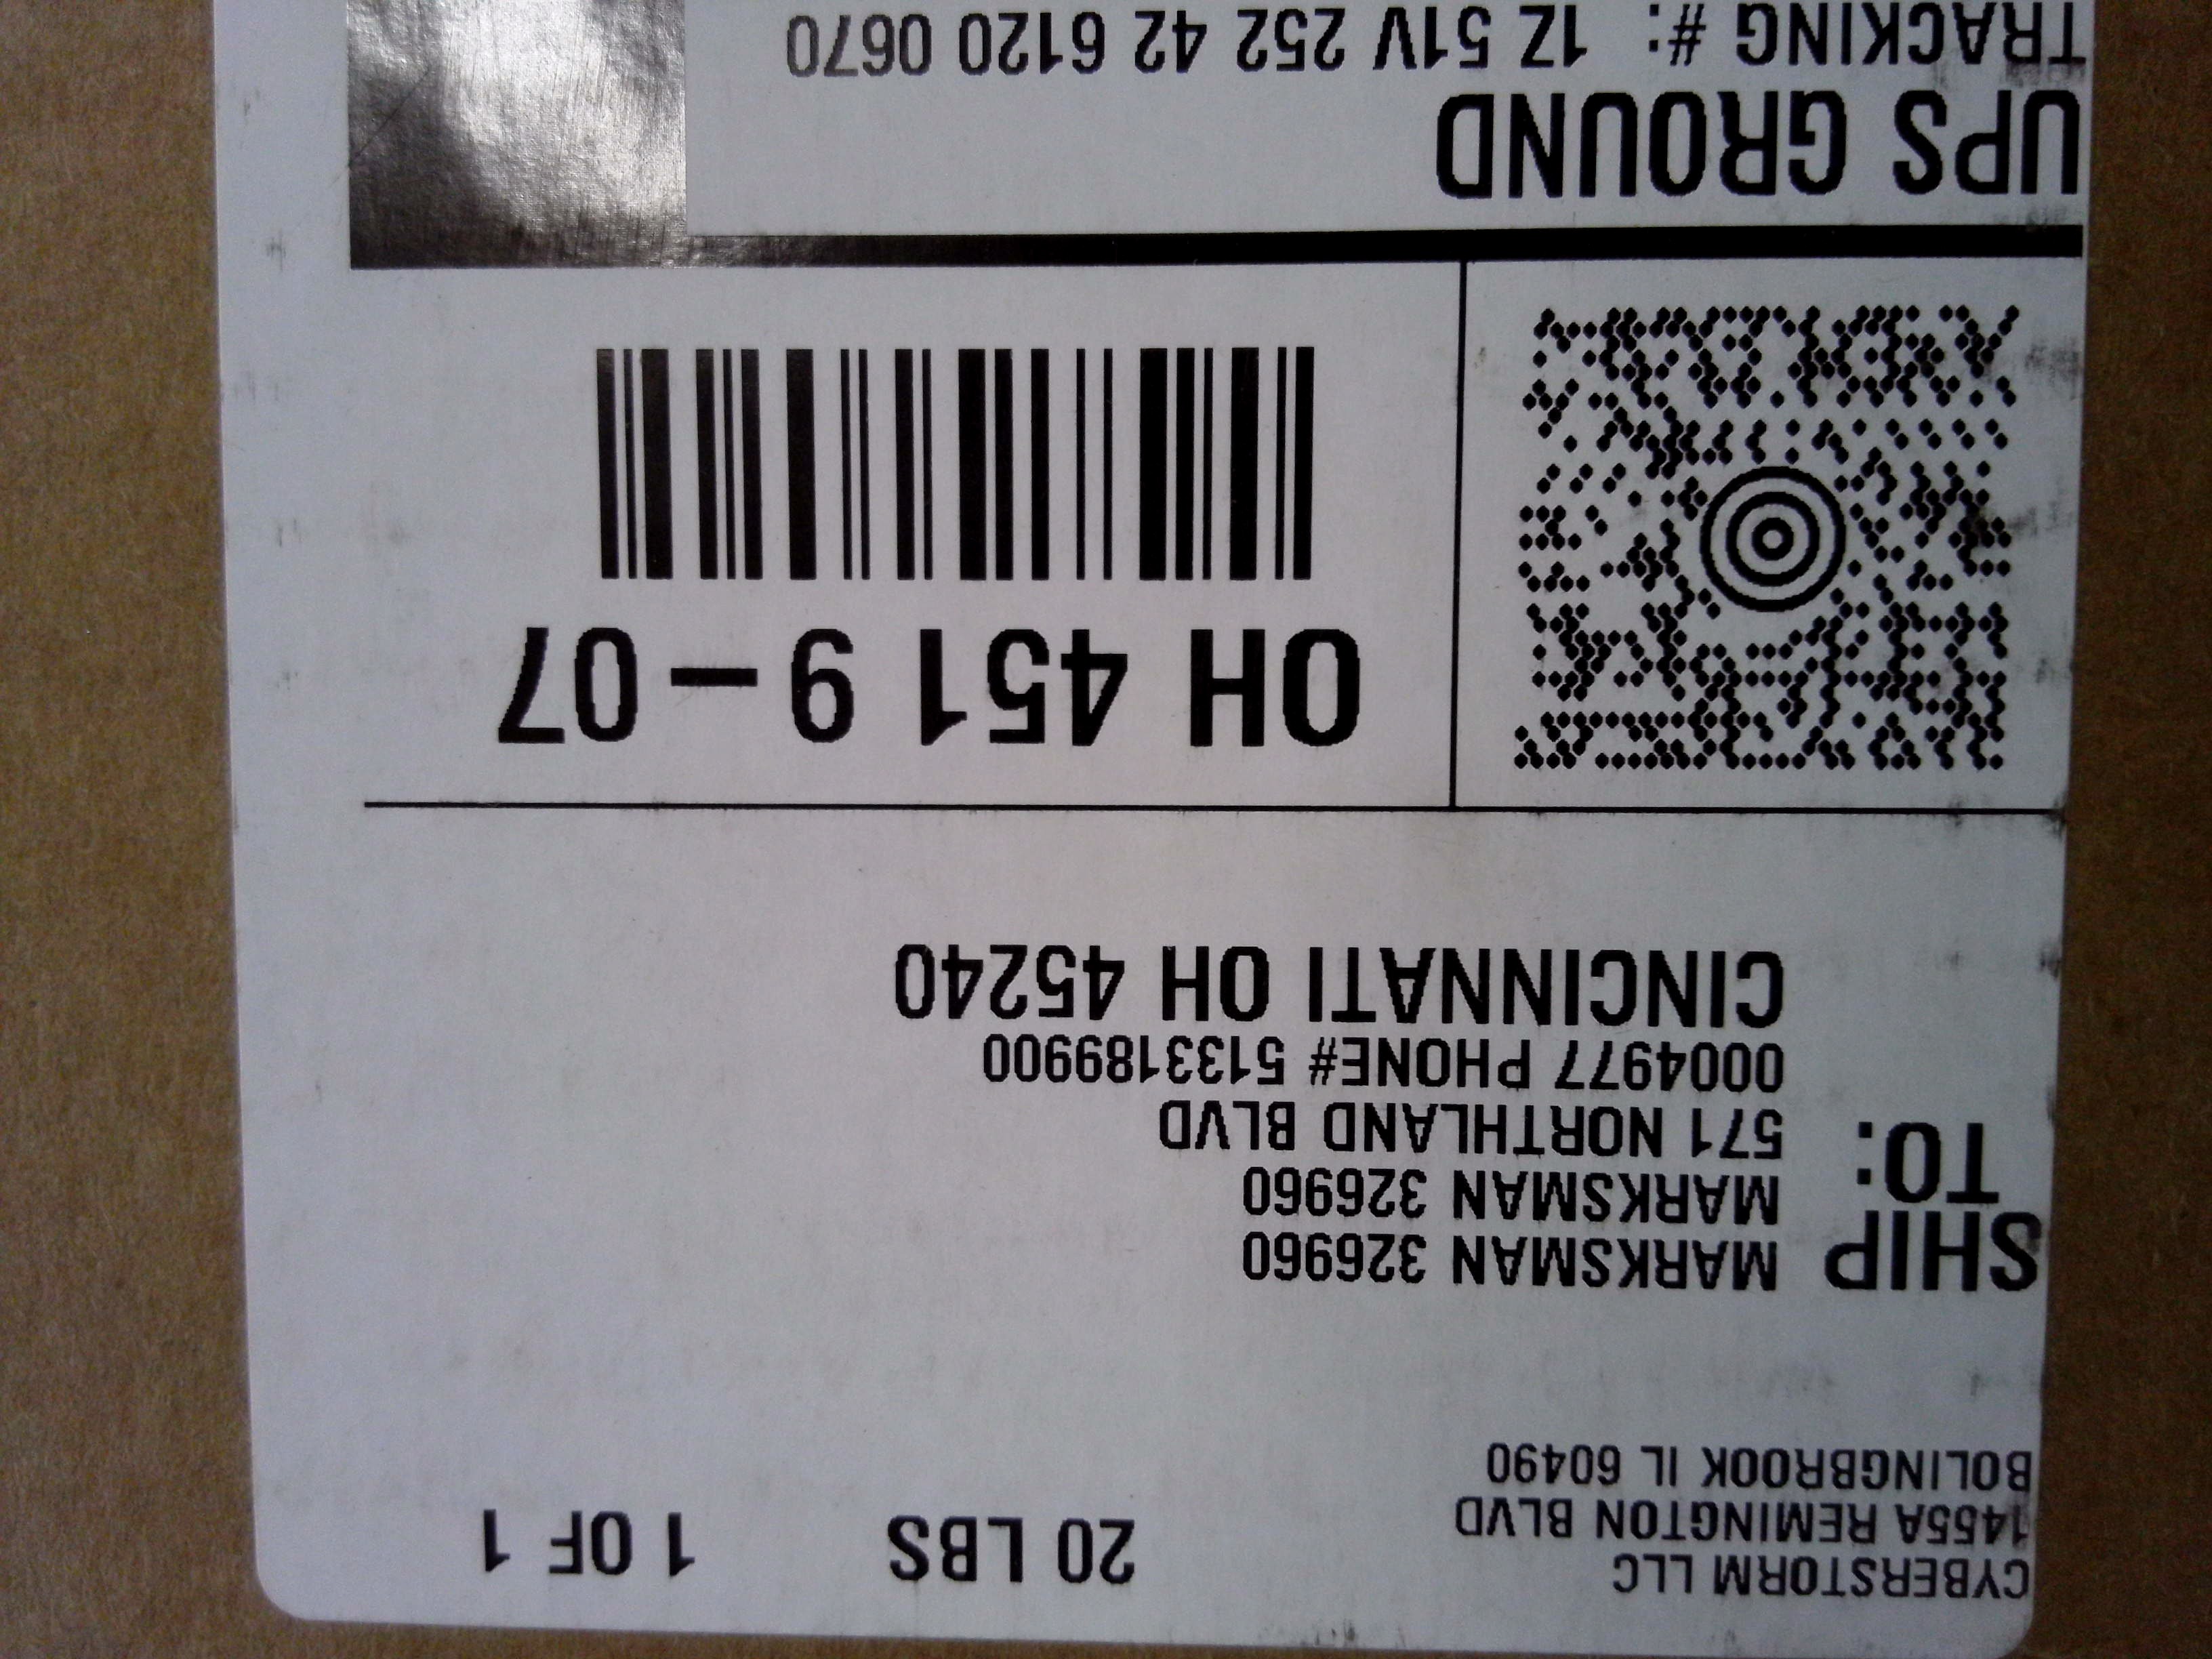 CYBERSTORM LLC
1455A REMINGTON BLVD
BOLINGBROOK IL 60490
20 LBS
1 OF 1
SHIP
TO:
MARKSMAN 326960
MARKSMAN 326960
571 NORTHLAND BLVD
0004977 PHONE# 5133189900
CINCINNATI OH 45240
OH 451 9-07
UPS GROUND
TRACKING #: 1Z 51V 252 42 6120 0670